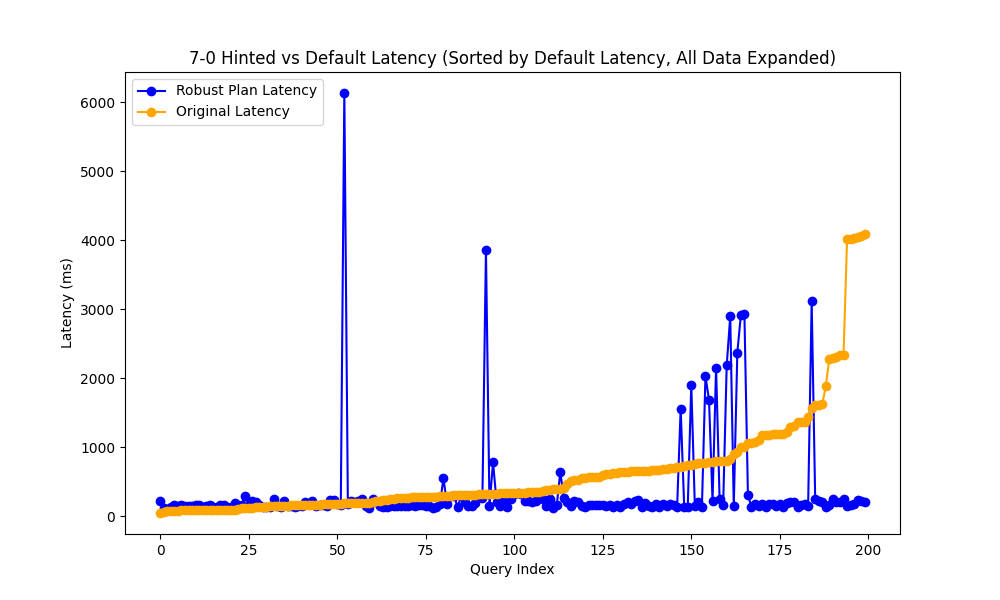 7-0 Hinted vs Default Latency (Sorted by Default Latency, All Data Expanded)
Robust Plan Latency
Original Latency
6000
5000
4000
3000
2000
1000
0
Latency (ms)
0 25 50 75 100 125 150 175 200
Query Index